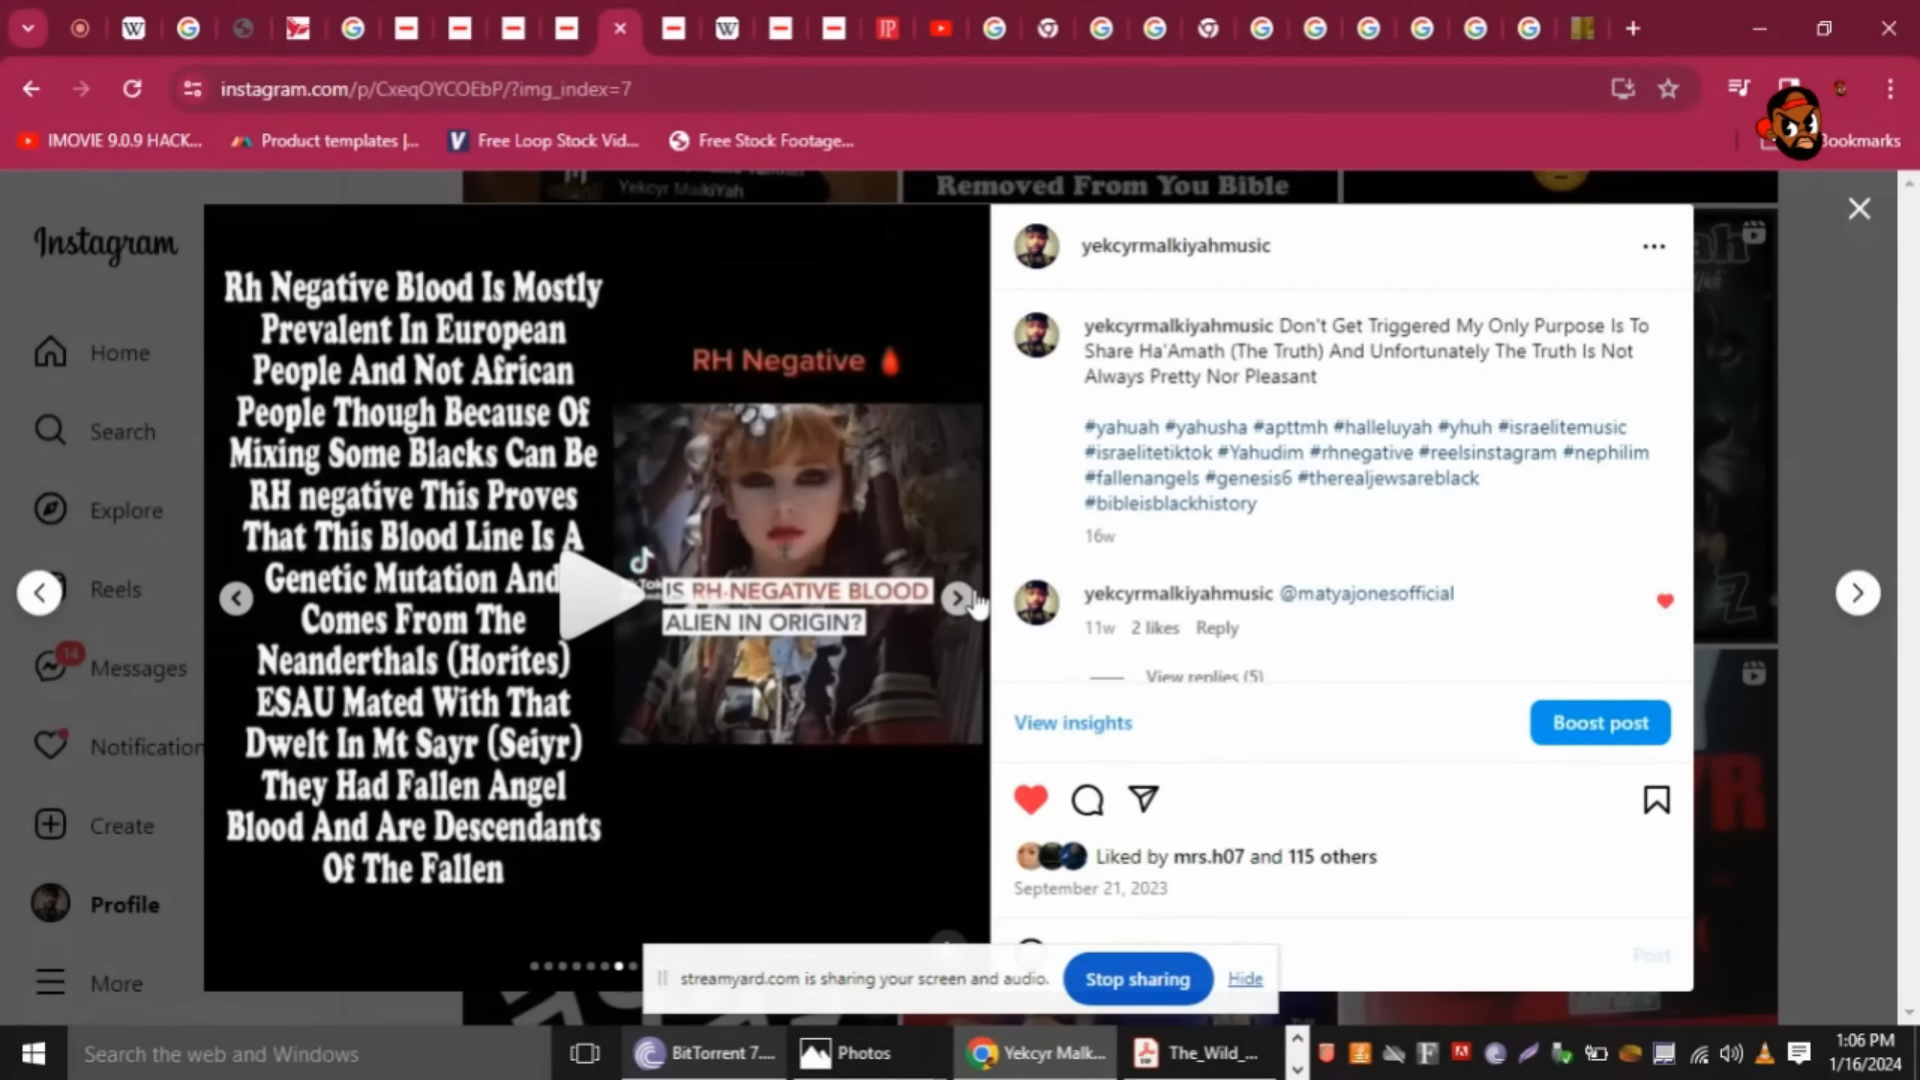 instagram.com/p/CxeqOYCOEbP/?img_index=7
IMOVIE 9.0.9 HACK...
Product templates |...
Free Loop Stock Vid...
Free Stock Footage...
Bookmarks
Yekcyr MalkiYah
Removed From You Bible
Instagram
Home
Search
Explore
Reels
14
Messages
Notification
Create
Profile
More
Rh Negative Blood Is Mostly
Prevalent In European
People And Not African
People Though Because Of
Mixing Some Blacks Can Be
RH negative This Proves
That This Blood Line Is A
Genetic Mutation And
Comes From The
Neanderthals (Horites)
ESAU Mated With That
Dwelt In Mt Sayr (Seiyr)
They Had Fallen Angel
Blood And Are Descendants
Of The Fallen
RH Negative
IS RH-NEGATIVE BLOOD
ALIEN IN ORIGIN?
yekcyrmalkiyahmusic
yekcyrmalkiyahmusic Don't Get Triggered My Only Purpose Is To
Share Ha'Amath (The Truth) And Unfortunately The Truth Is Not
Always Pretty Nor Pleasant
#yahuah #yahusha #apttmh #halleluyah #yhuh #israelitemusic
#israelitetiktok #Yahudim #rhnegative #reelsinstagram #nephilim
#fallenangels #genesis6 #therealjewsareblack
#bibleisblackhistory
16w
yekcyrmalkiyahmusic @matyajonesofficial
11w 2 likes Reply
View replies (5)
View insights
Boost post
Liked by mrs.h07 and 115 others
September 21, 2023
Post
streamyard.com is sharing your screen and audio.
Stop sharing
Hide
Search the web and Windows
BitTorrent 7....
Photos
Yekcyr Malk...
The_Wild_...
1:06 PM
1/16/2024